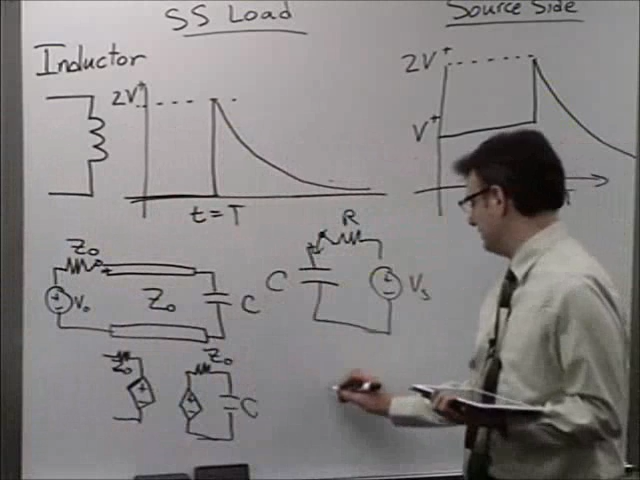 SS Load
Source Side
Inductor
2V+
t = T
2V+
V+
Z0
V0
Z0
C
R
C
Vs
Z0
Z0
C